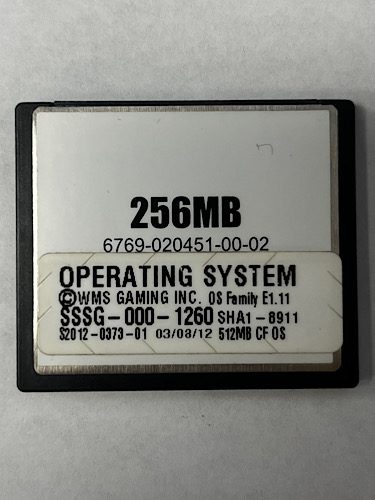 256MB
6769-020451-00-02
OPERATING SYSTEM
©WMS GAMING INC. OS Family E1.11
SSSG-000-1260 SHA1-8911
S2012-0373-01 03/08/12 512MB CF OS